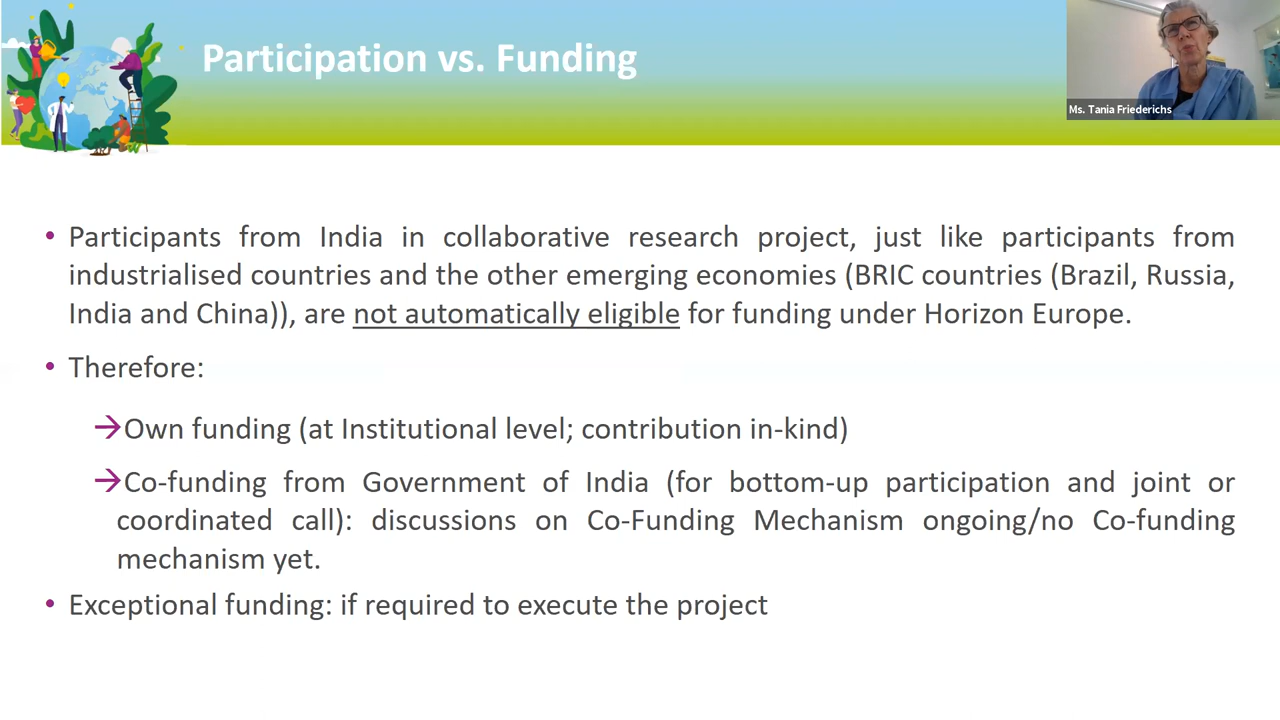 Participation vs. Funding
Ms. Tania Friederichs
• Participants from India in collaborative research project, just like participants from
industrialised countries and the other emerging economies (BRIC countries (Brazil, Russia,
India and China)), are not automatically eligible for funding under Horizon Europe.
• Therefore:
→Own funding (at Institutional level; contribution in-kind)
→Co-funding from Government of India (for bottom-up participation and joint or
coordinated call): discussions on Co-Funding Mechanism ongoing/no Co-funding
mechanism yet.
• Exceptional funding: if required to execute the project